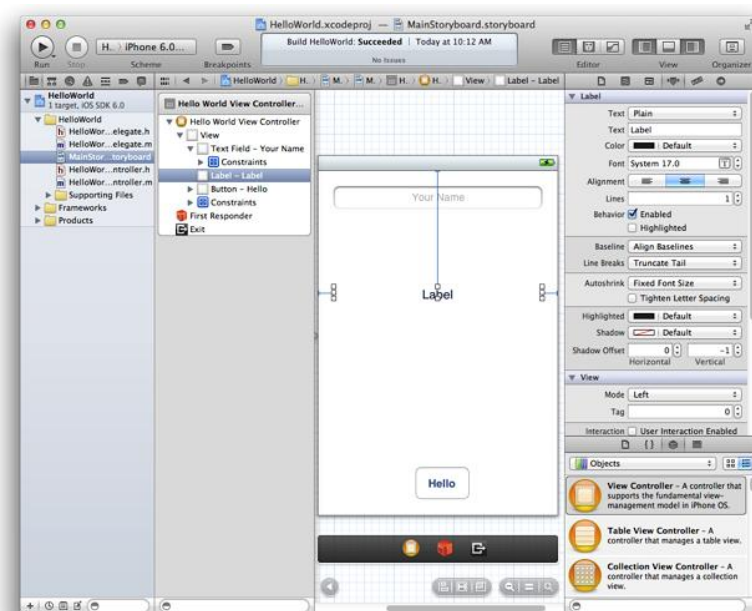 HelloWorld.xcodeproj — MainStoryboard.storyboard
H... iPhone 6.0...
Build HelloWorld: Succeeded | Today at 10:12 AM
No Issues
Run Stop Scheme Breakpoints Editor View Organizer
HelloWorld H... M... M... H... H... View Label – Label
HelloWorld
1 target, iOS SDK 6.0
HelloWorld
HelloWor...elegate.h
HelloWor...elegate.m
MainStor...toryboard
HelloWor...ntroller.h
HelloWor...ntroller.m
Supporting Files
Frameworks
Products
Hello World View Controller...
Hello World View Controller
View
Text Field – Your Name
Constraints
Label – Label
Button – Hello
Constraints
First Responder
Exit
Your Name
Label
Hello
Label
Text Plain
Text Label
Color Default
Font System 17.0
Alignment
Lines 1
Behavior Enabled
Highlighted
Baseline Align Baselines
Line Breaks Truncate Tail
Autoshrink Fixed Font Size
Tighten Letter Spacing
Highlighted Default
Shadow Default
Shadow Offset 0 -1
Horizontal Vertical
View
Mode Left
Tag 0
Interaction User Interaction Enabled
Objects
View Controller – A controller that
supports the fundamental view-
management model in iPhone OS.
Table View Controller – A
controller that manages a table view.
Collection View Controller – A
controller that manages a collection
view.